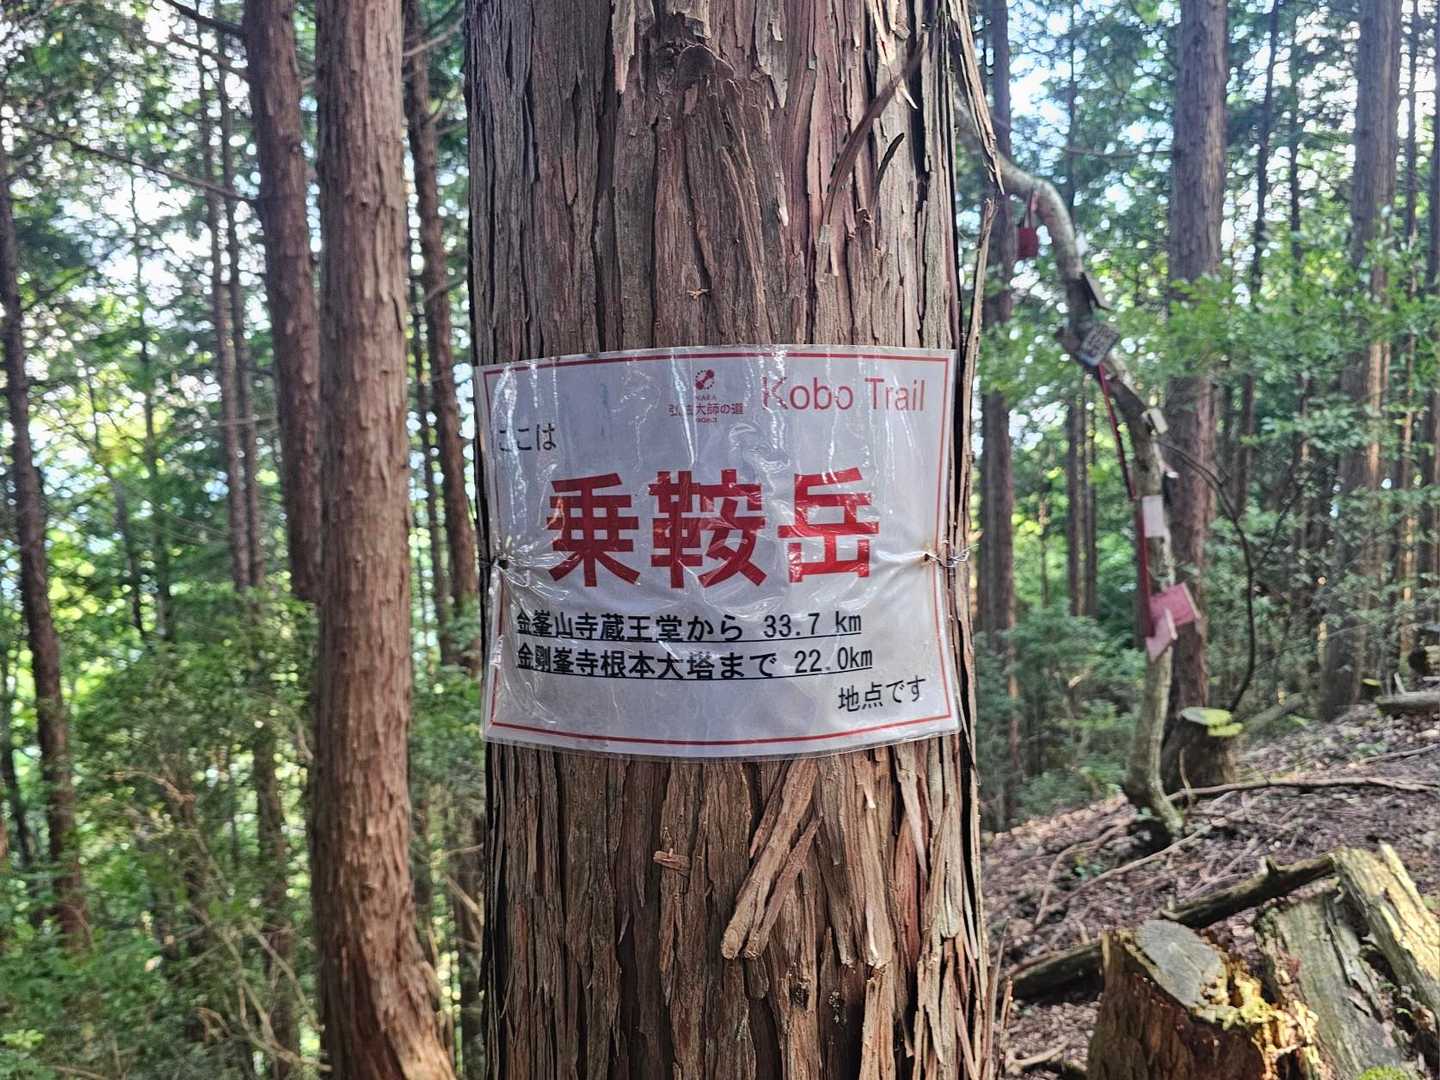 弘法大師の道 Kobo Trail
ここは
乗鞍岳
金峯山寺蔵王堂から 33.7 km
金剛峯寺根本大塔まで 22.0km
地点です